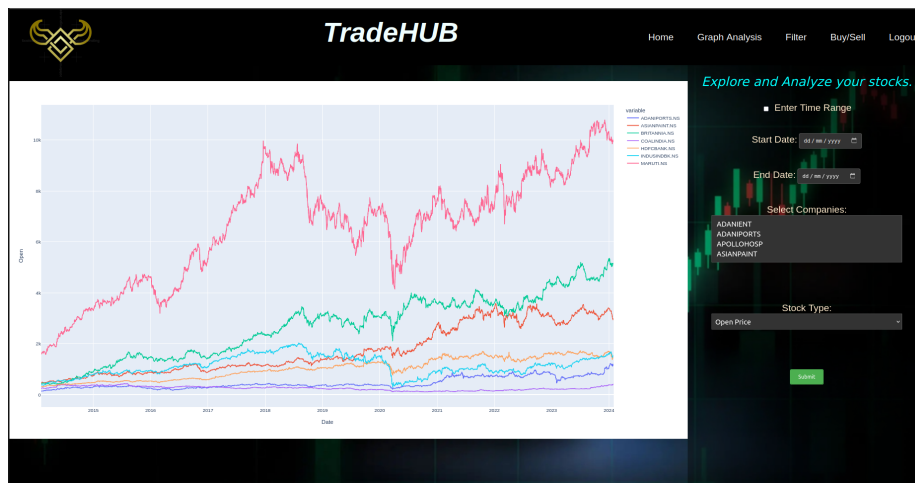 TradeHUB
Home Graph Analysis Filter Buy/Sell Logou
Explore and Analyze your stocks.
Enter Time Range
Start Date: dd/mm/yyyy
End Date: dd/mm/yyyy
Select Companies:
ADANIENT
ADANIPORTS
APOLLOHOSP
ASIANPAINT
Stock Type:
Open Price
Submit
variable
ADANIPORTS.NS
ASIANPAINT.NS
BRITANNIA.NS
COALINDIA.NS
HDFCBANK.NS
INDUSINDBK.NS
MARUTI.NS
Open
10k
8k
6k
4k
2k
0
2015 2016 2017 2018 2019 2020 2021 2022 2023 2024
Date